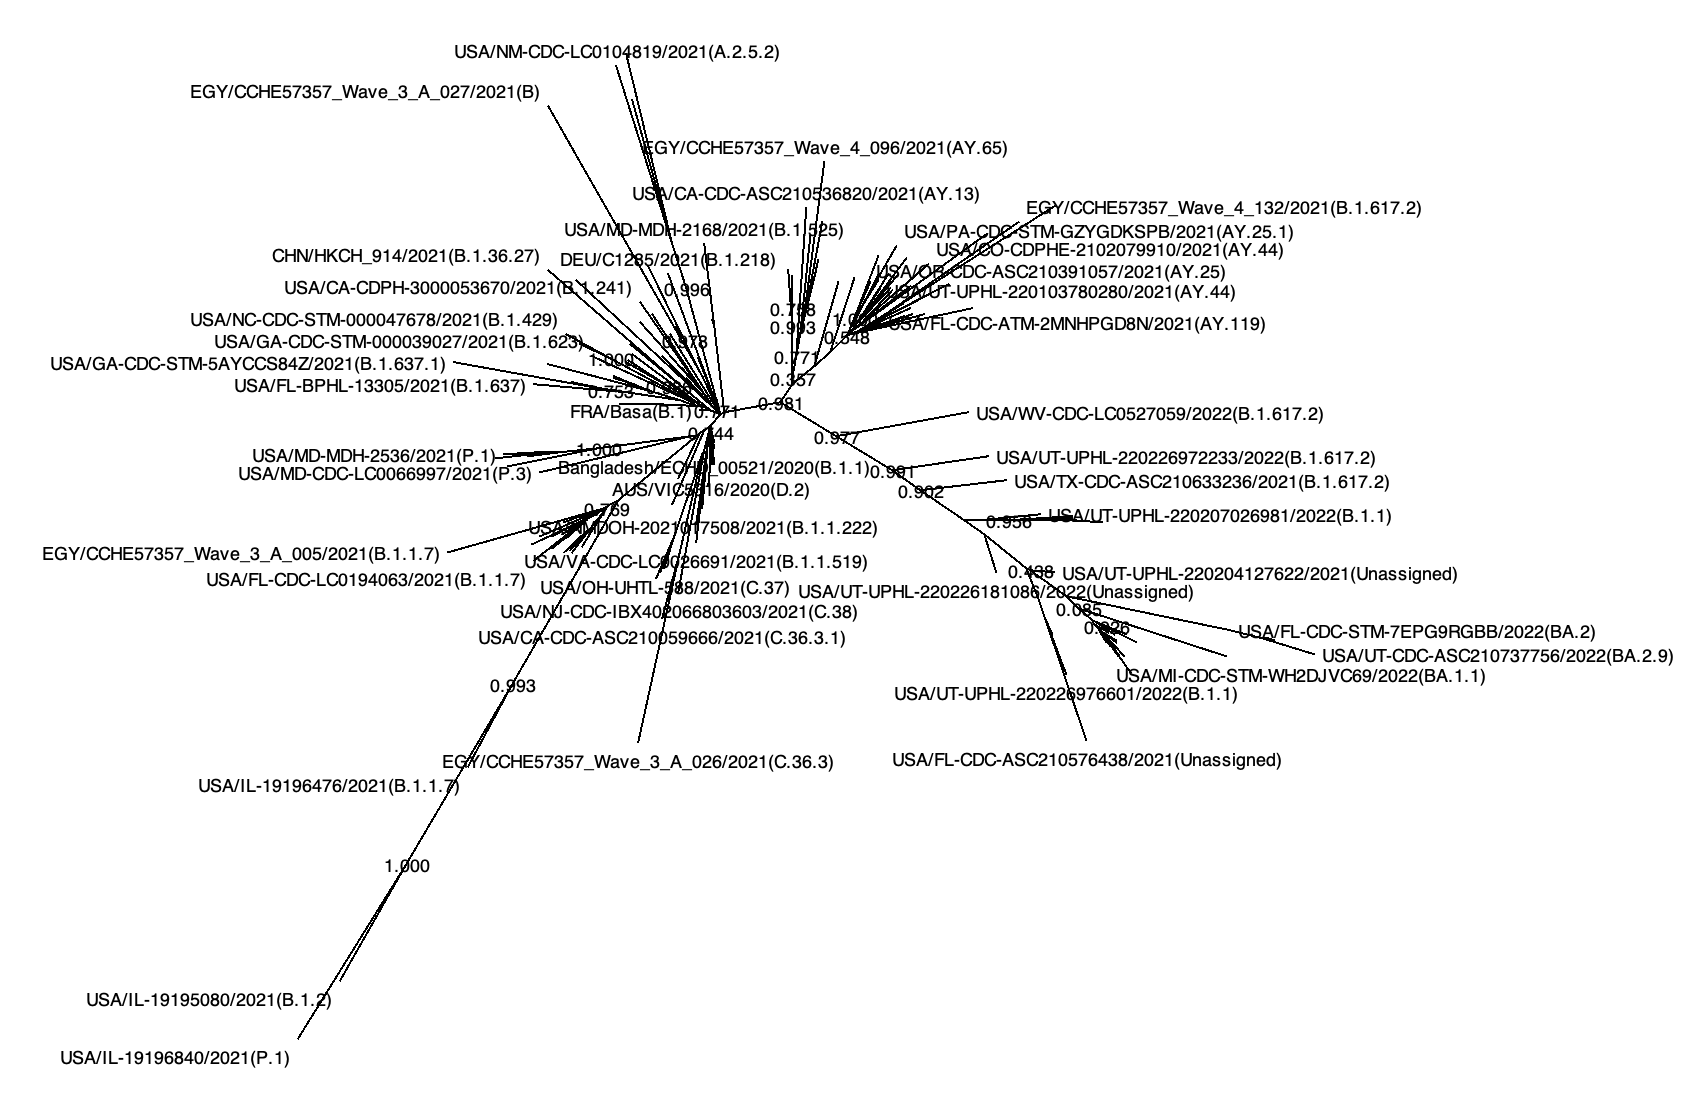 USA/NM-CDC-LC0104819/2021(A.2.5.2)
EGY/CCHE57357_Wave_3_A_027/2021(B)
EGY/CCHE57357_Wave_4_096/2021(AY.65)
USA/CA-CDC-ASC210536820/2021(AY.13)
EGY/CCHE57357_Wave_4_132/2021(B.1.617.2)
USA/MD-MDH-2168/2021(B.1.525)
USA/PA-CDC-STM-GZYGDKSPB/2021(AY.25.1)
USA/CO-CDPHE-2102079910/2021(AY.44)
CHN/HKCH_914/2021(B.1.36.27)
DEU/C1285/2021(B.1.218)
USA/OR-CDC-ASC210391057/2021(AY.25)
USA/CA-CDPH-3000053670/2021(B.1.241)
0.996
USA/UT-UPHL-220103780280/2021(AY.44)
USA/NC-CDC-STM-000047678/2021(B.1.429)
0.993
USA/FL-CDC-ATM-2MNHPGD8N/2021(AY.119)
USA/GA-CDC-STM-000039027/2021(B.1.623)
0.978
0.548
1.000
0.771
USA/GA-CDC-STM-5AYCCS84Z/2021(B.1.637.1)
0.357
USA/FL-BPHL-13305/2021(B.1.637)
0.753
0.981
FRA/Basa(B.1)
USA/WV-CDC-LC0527059/2022(B.1.617.2)
0.977
1.000
USA/MD-MDH-2536/2021(P.1)
USA/UT-UPHL-220226972233/2022(B.1.617.2)
USA/MD-CDC-LC0066997/2021(P.3)
0.991
USA/TX-CDC-ASC210633236/2021(B.1.617.2)
AUS/VIC5316/2020(D.2)
0.902
0.769
0.956
USA/UT-UPHL-220207026981/2022(B.1.1)
USA/NMDOH-2021017508/2021(B.1.1.222)
EGY/CCHE57357_Wave_3_A_005/2021(B.1.1.7)
USA/VA-CDC-LC0026691/2021(B.1.1.519)
0.438
USA/UT-UPHL-220204127622/2021(Unassigned)
USA/FL-CDC-LC0194063/2021(B.1.1.7)
USA/OH-UHTL-588/2021(C.37)
USA/UT-UPHL-220226181086/2022(Unassigned)
USA/NJ-CDC-IBX402066803603/2021(C.38)
0.085
0.926
USA/FL-CDC-STM-7EPG9RGBB/2022(BA.2)
USA/CA-CDC-ASC210059666/2021(C.36.3.1)
USA/UT-CDC-ASC210737756/2022(BA.2.9)
USA/MI-CDC-STM-WH2DJVC69/2022(BA.1.1)
0.993
USA/UT-UPHL-220226976601/2022(B.1.1)
EGY/CCHE57357_Wave_3_A_026/2021(C.36.3)
USA/FL-CDC-ASC210576438/2021(Unassigned)
USA/IL-19196476/2021(B.1.1.7)
1.000
USA/IL-19195080/2021(B.1.2)
USA/IL-19196840/2021(P.1)